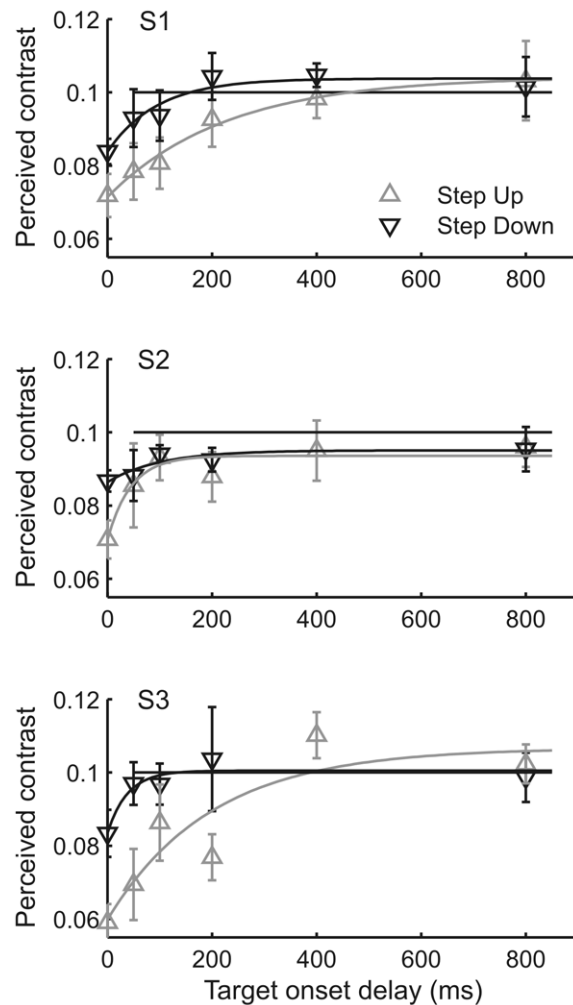 S1
Perceived contrast
0.12
0.1
0.08
0.06
Step Up
Step Down
0 200 400 600 800
S2
Perceived contrast
0.12
0.1
0.08
0.06
0 200 400 600 800
S3
Perceived contrast
0.12
0.1
0.08
0.06
0 200 400 600 800
Target onset delay (ms)